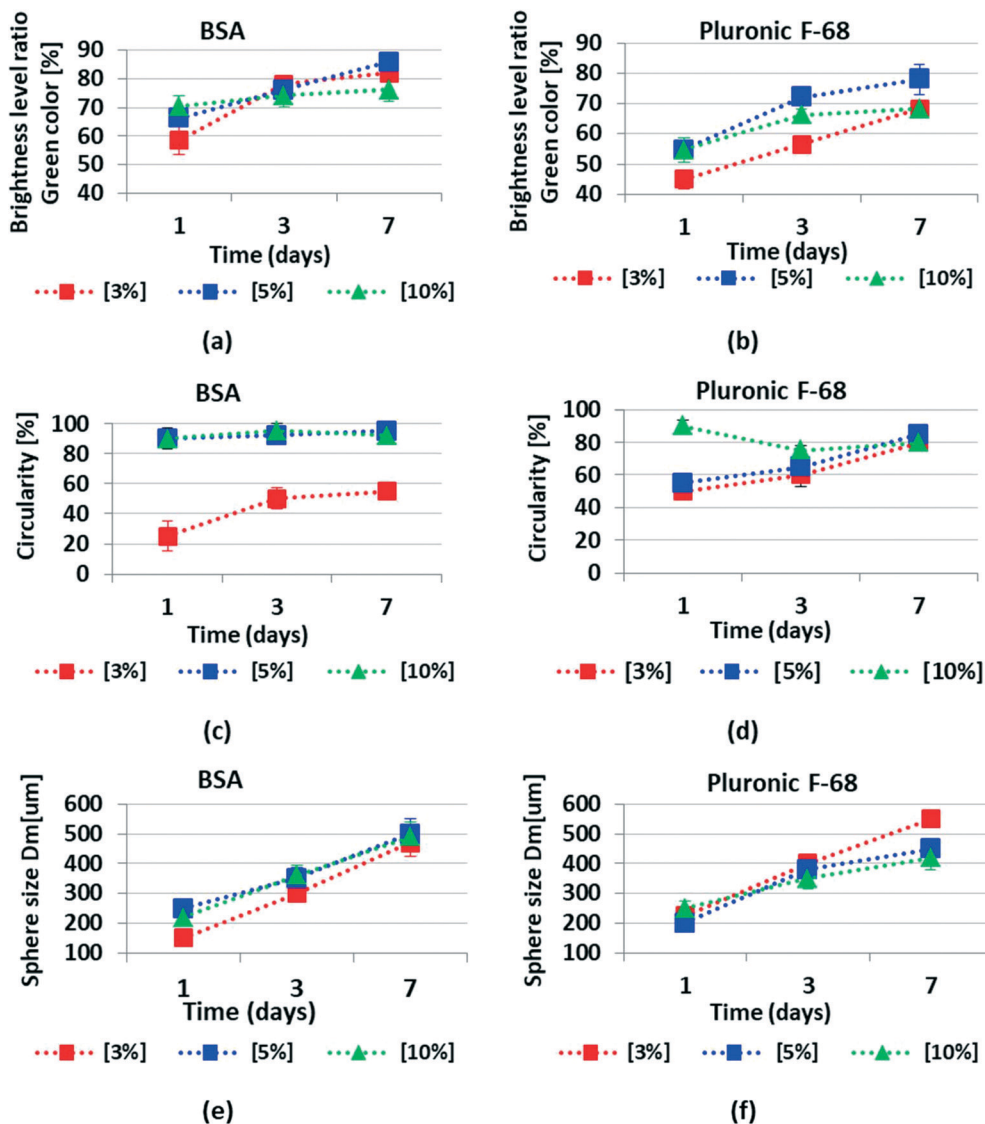 BSA
Brightness level ratio
Green color [%]
90
80
70
60
50
40
1 3 7
Time (days)
[3%] [5%] [10%]
(a)
Pluronic F-68
Brightness level ratio
Green color [%]
90
80
70
60
50
40
1 3 7
Time (days)
[3%] [5%] [10%]
(b)
BSA
Circularity [%]
100
80
60
40
20
0
1 3 7
Time (days)
[3%] [5%] [10%]
(c)
Pluronic F-68
Circularity [%]
100
80
60
40
20
0
1 3 7
Time (days)
[3%] [5%] [10%]
(d)
BSA
Sphere size Dm[um]
600
500
400
300
200
100
1 3 7
Time (days)
[3%] [5%] [10%]
(e)
Pluronic F-68
Sphere size Dm[um]
600
500
400
300
200
100
1 3 7
Time (days)
[3%] [5%] [10%]
(f)